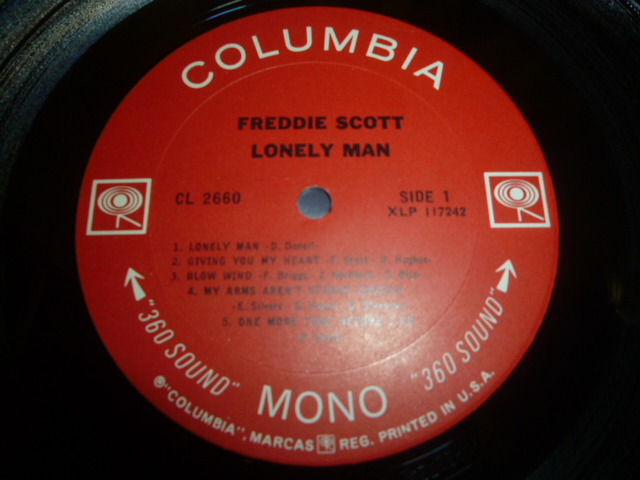 COLUMBIA
FREDDIE SCOTT
LONELY MAN
CL 2660
SIDE 1
XLP 117242
1. LONELY MAN
2. GIVING YOU MY HEART
3. BLOW WIND -F. Briggs-
4. MY ARMS AREN'T
5. ONE MORE
"360 SOUND" MONO "360 SOUND"
℗"COLUMBIA", MARCAS REG. PRINTED IN U.S.A.